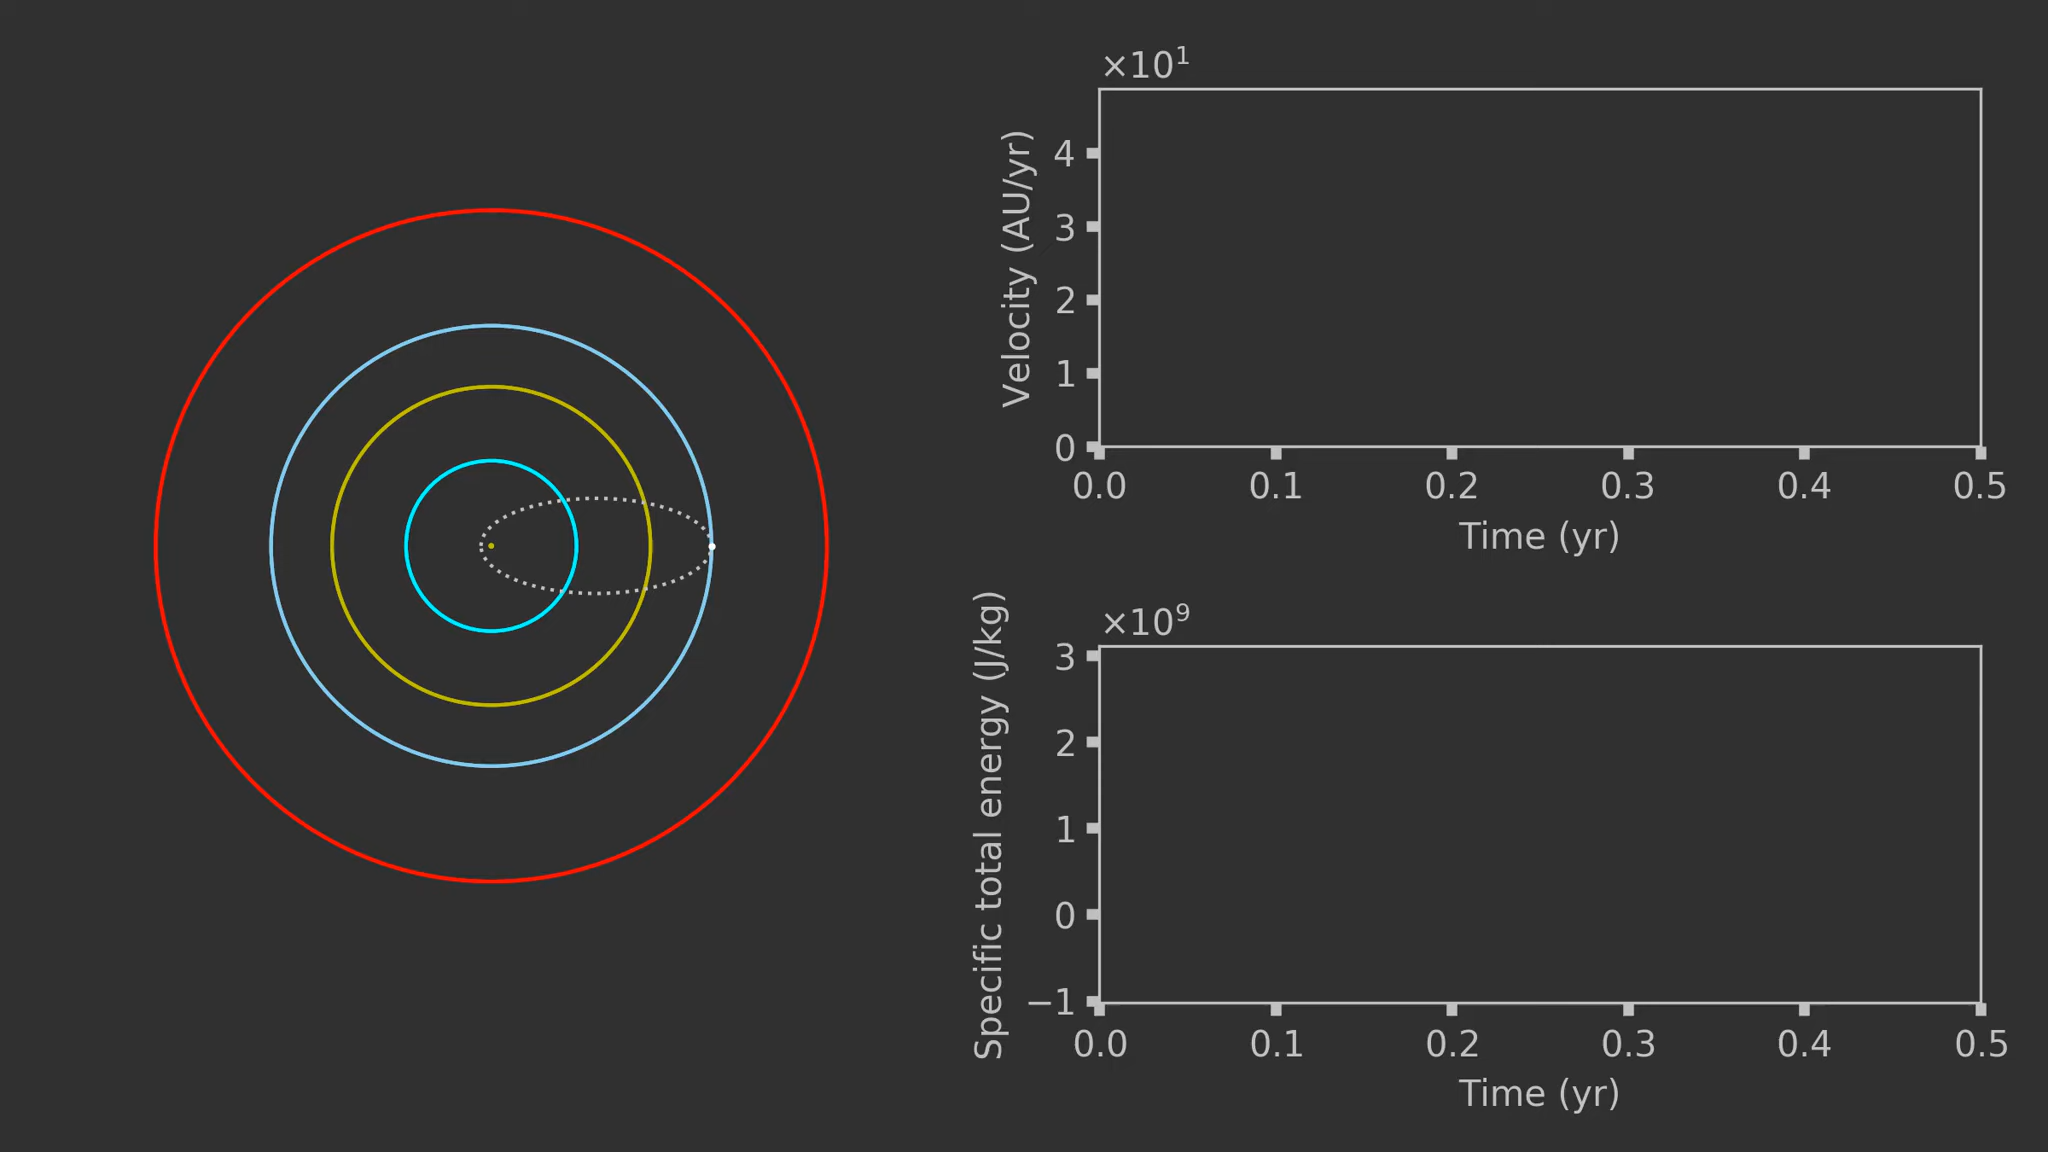 ×10¹
Velocity (AU/yr)
4
3
2
1
0
0.0 0.1 0.2 0.3 0.4 0.5
Time (yr)
×10⁹
Specific total energy (J/kg)
3
2
1
0
−1
0.0 0.1 0.2 0.3 0.4 0.5
Time (yr)